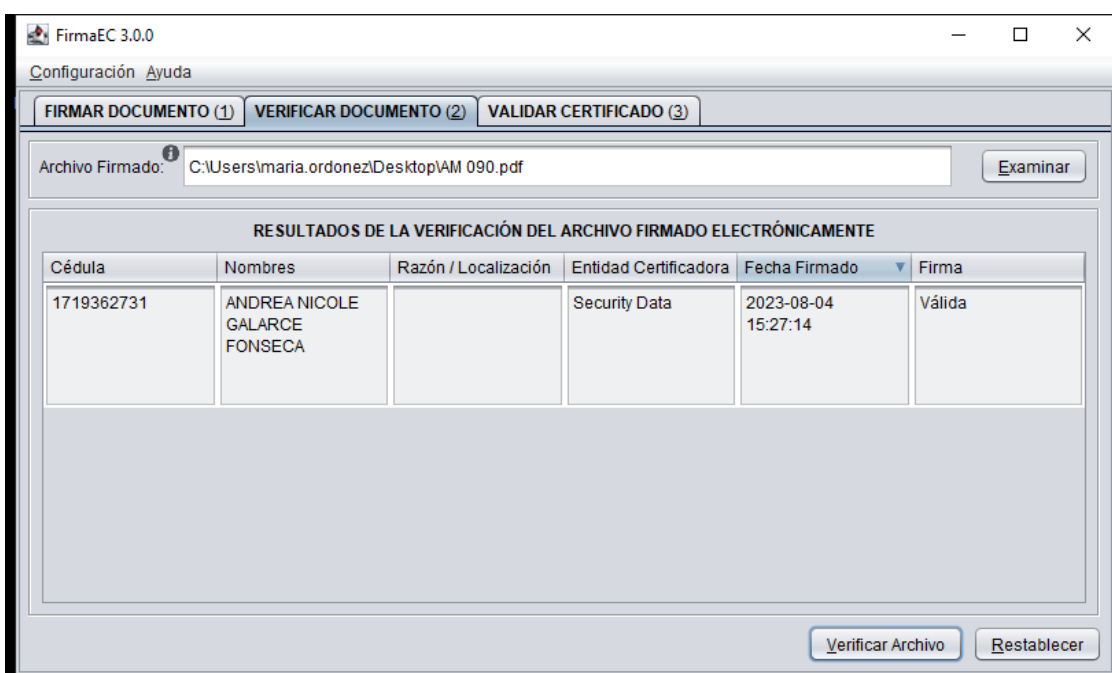 FirmaEC 3.0.0
Configuración Ayuda
FIRMAR DOCUMENTO (1) VERIFICAR DOCUMENTO (2) VALIDAR CERTIFICADO (3)
Archivo Firmado: C:\Users\maria.ordonez\Desktop\AM 090.pdf Examinar
RESULTADOS DE LA VERIFICACIÓN DEL ARCHIVO FIRMADO ELECTRÓNICAMENTE
Cédula Nombres Razón / Localización Entidad Certificadora Fecha Firmado Firma
1719362731 ANDREA NICOLE Security Data 2023-08-04 Válida
GALARCE 15:27:14
FONSECA
Verificar Archivo Restablecer